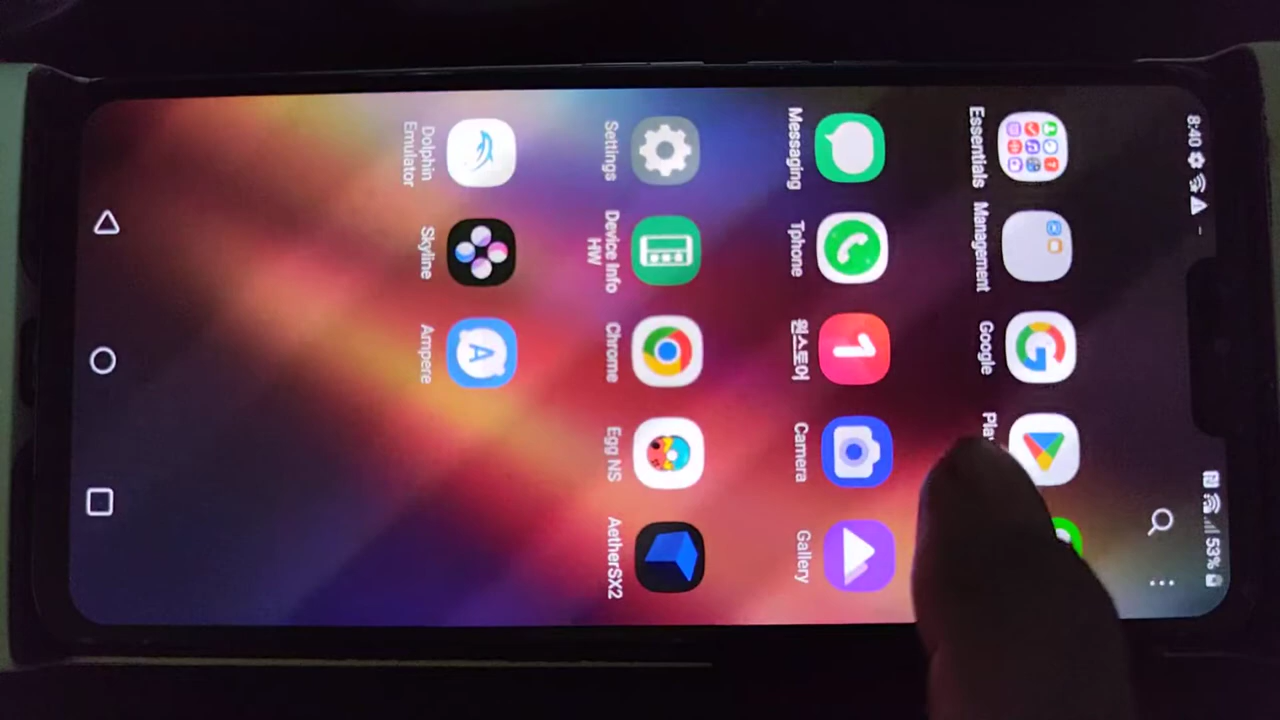 8:40
53%
Essentials
Management
Google
Messaging
Tphone
원스토어
Camera
Gallery
Settings
Device Info
HW
Chrome
Egg NS
AetherSX2
Dolphin
Emulator
Skyline
Ampere